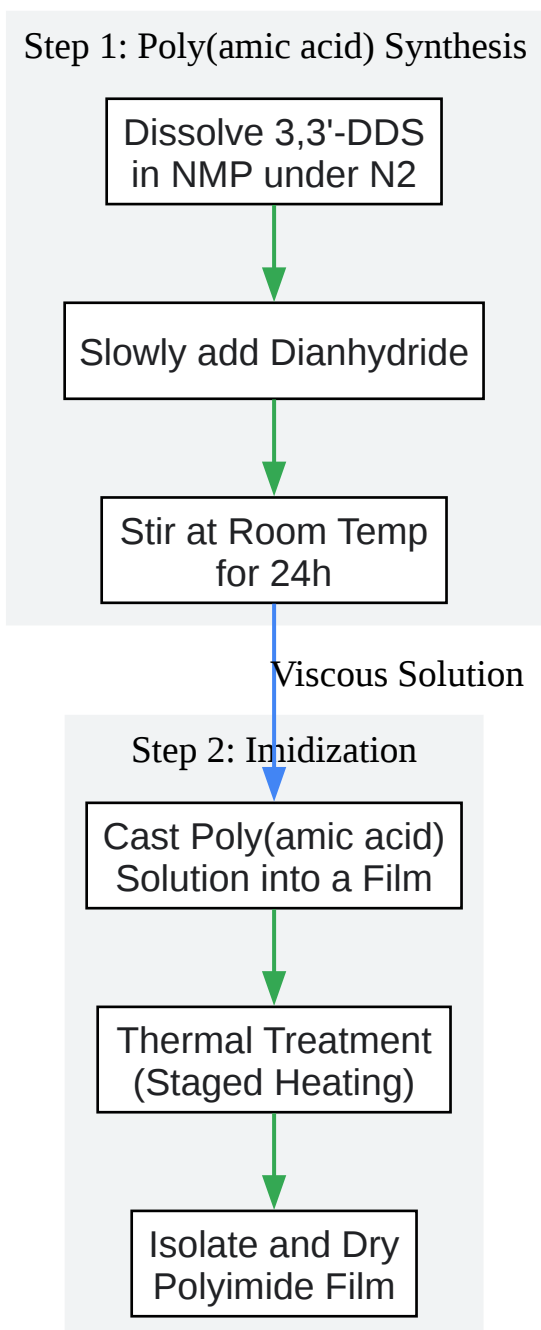 Step 1: Poly(amic acid) Synthesis
Dissolve 3,3'-DDS
in NMP under N2
Slowly add Dianhydride
Stir at Room Temp
for 24h
Viscous Solution
Step 2: Imidization
Cast Poly(amic acid)
Solution into a Film
Thermal Treatment
(Staged Heating)
Isolate and Dry
Polyimide Film